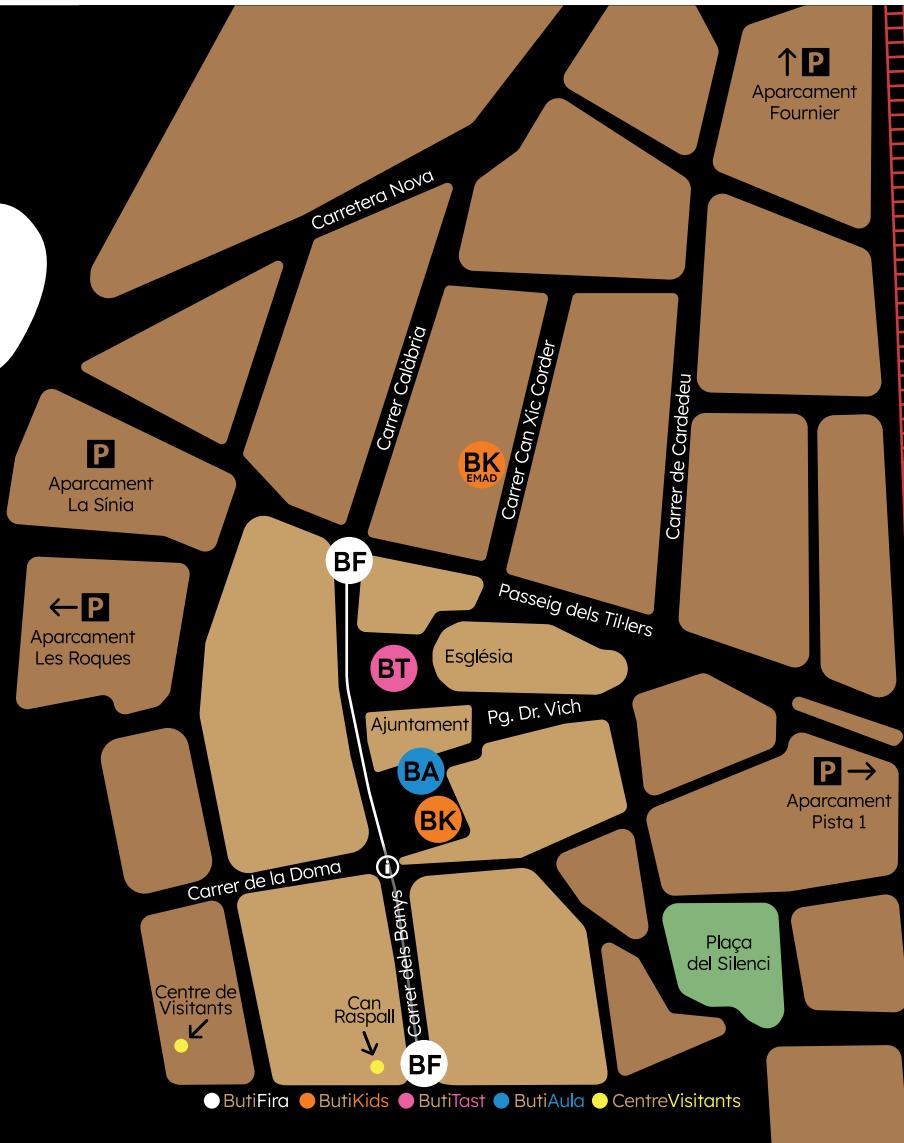 P
Aparcament
Fournier
Carretera Nova
Carrer Calàbria
Carrer Can Xic Corder
Carrer de Cardedeu
BK
EMAD
P
Aparcament
La Sínia
BF
P
Aparcament
Les Roques
Passeig dels Til·lers
BT
Església
Ajuntament
Pg. Dr. Vich
BA
BK
P
Aparcament
Pista 1
i
Carrer de la Doma
Carrer dels Banys
Plaça
del Silenci
Centre de
Visitants
Can
Raspall
BF
ButiFira ButiKids ButiTast ButiAula CentreVisitants